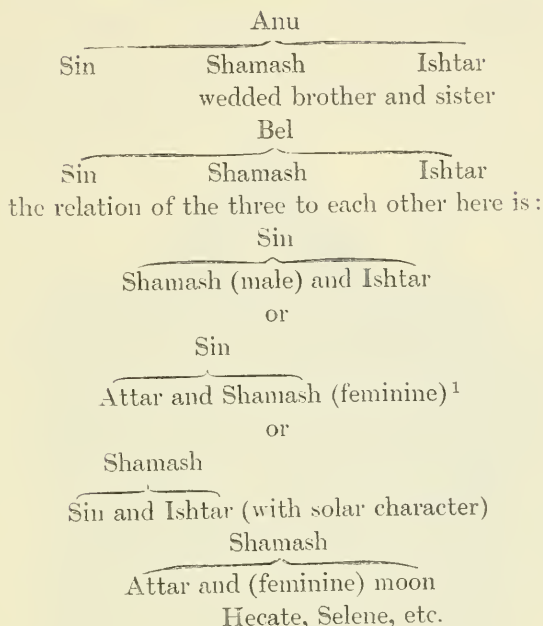 Anu
Sin Shamash Ishtar
wedded brother and sister
Bel
Sin Shamash Ishtar
the relation of the three to each other here is:
Sin
Shamash (male) and Ishtar
or
Sin
Attar and Shamash (feminine) 1
or
Shamash
Sin and Ishtar (with solar character)
Shamash
Attar and (feminine) moon
Hecate, Selene, etc.